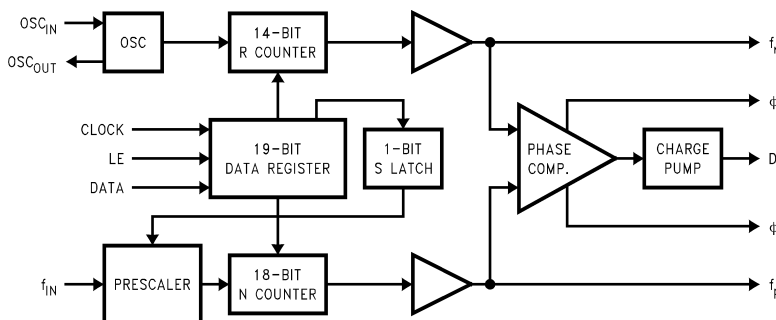 OSC_IN
OSC_OUT
OSC
14-BIT
R COUNTER
CLOCK
LE
DATA
19-BIT
DATA REGISTER
1-BIT
S LATCH
PHASE
COMP.
CHARGE
PUMP
f_IN
PRESCALER
18-BIT
N COUNTER